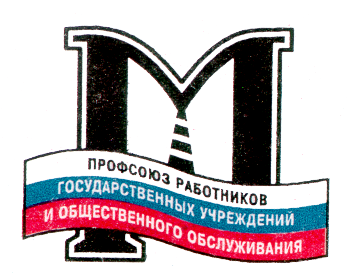 М
ПРОФСОЮЗ РАБОТНИКОВ
ГОСУДАРСТВЕННЫХ УЧРЕЖДЕНИЙ
И ОБЩЕСТВЕННОГО ОБСЛУЖИВАНИЯ